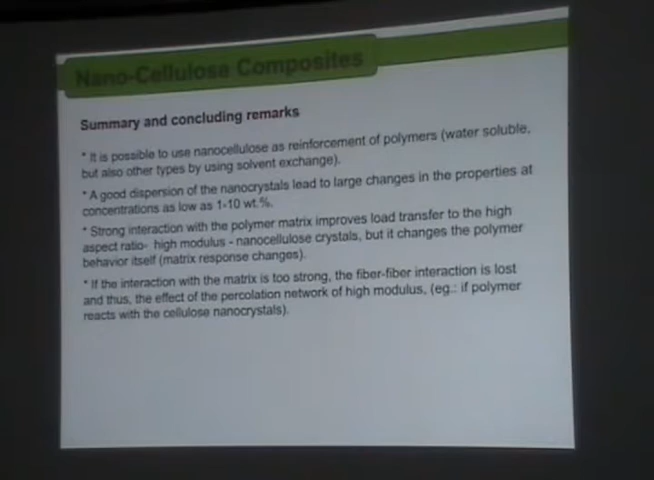 Nano-Cellulose Composites
Summary and concluding remarks
* It is possible to use nanocellulose as reinforcement of polymers (water soluble,
but also other types by using solvent exchange).
* A good dispersion of the nanocrystals lead to large changes in the properties at
concentrations as low as 1-10 wt.%.
* Strong interaction with the polymer matrix improves load transfer to the high
aspect ratio- high modulus - nanocellulose crystals, but it changes the polymer
behavior itself (matrix response changes).
* If the interaction with the matrix is too strong, the fiber-fiber interaction is lost
and thus, the effect of the percolation network of high modulus, (eg.: if polymer
reacts with the cellulose nanocrystals).